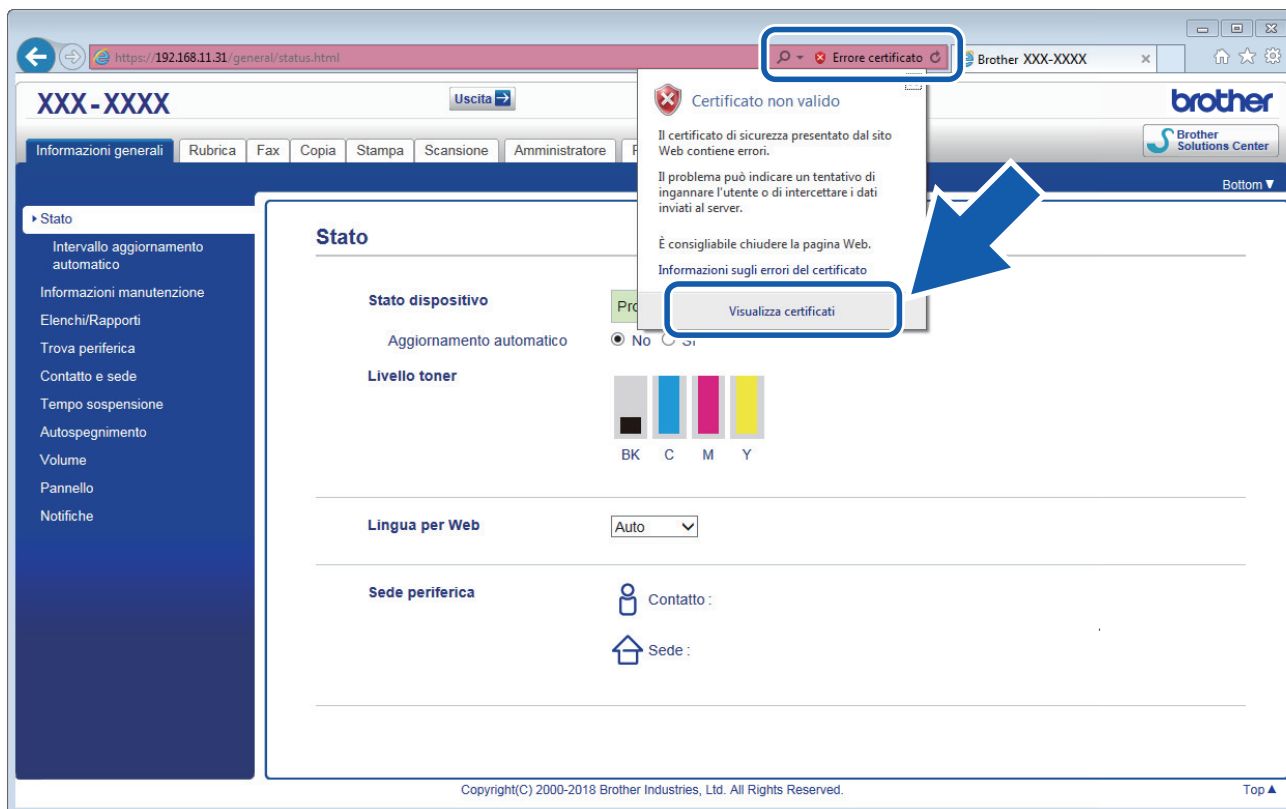 https://192.168.11.31/general/status.html
Errore certificato
Brother XXX-XXXX
XXX-XXXX
Uscita
brother
Informazioni generali
Rubrica
Fax
Copia
Stampa
Scansione
Amministratore
Brother
Solutions Center
Bottom▼
Certificato non valido
Il certificato di sicurezza presentato dal sito
Web contiene errori.
Il problema può indicare un tentativo di
ingannare l'utente o di intercettare i dati
inviati al server.
È consigliabile chiudere la pagina Web.
Informazioni sugli errori del certificato
Visualizza certificati
Stato
Intervallo aggiornamento
automatico
Informazioni manutenzione
Elenchi/Rapporti
Trova periferica
Contatto e sede
Tempo sospensione
Autospegnimento
Volume
Pannello
Notifiche
Stato
Stato dispositivo
Aggiornamento automatico
No
Livello toner
BK C M Y
Lingua per Web
Auto
Sede periferica
Contatto :
Sede :
Copyright(C) 2000-2018 Brother Industries, Ltd. All Rights Reserved.
Top▲